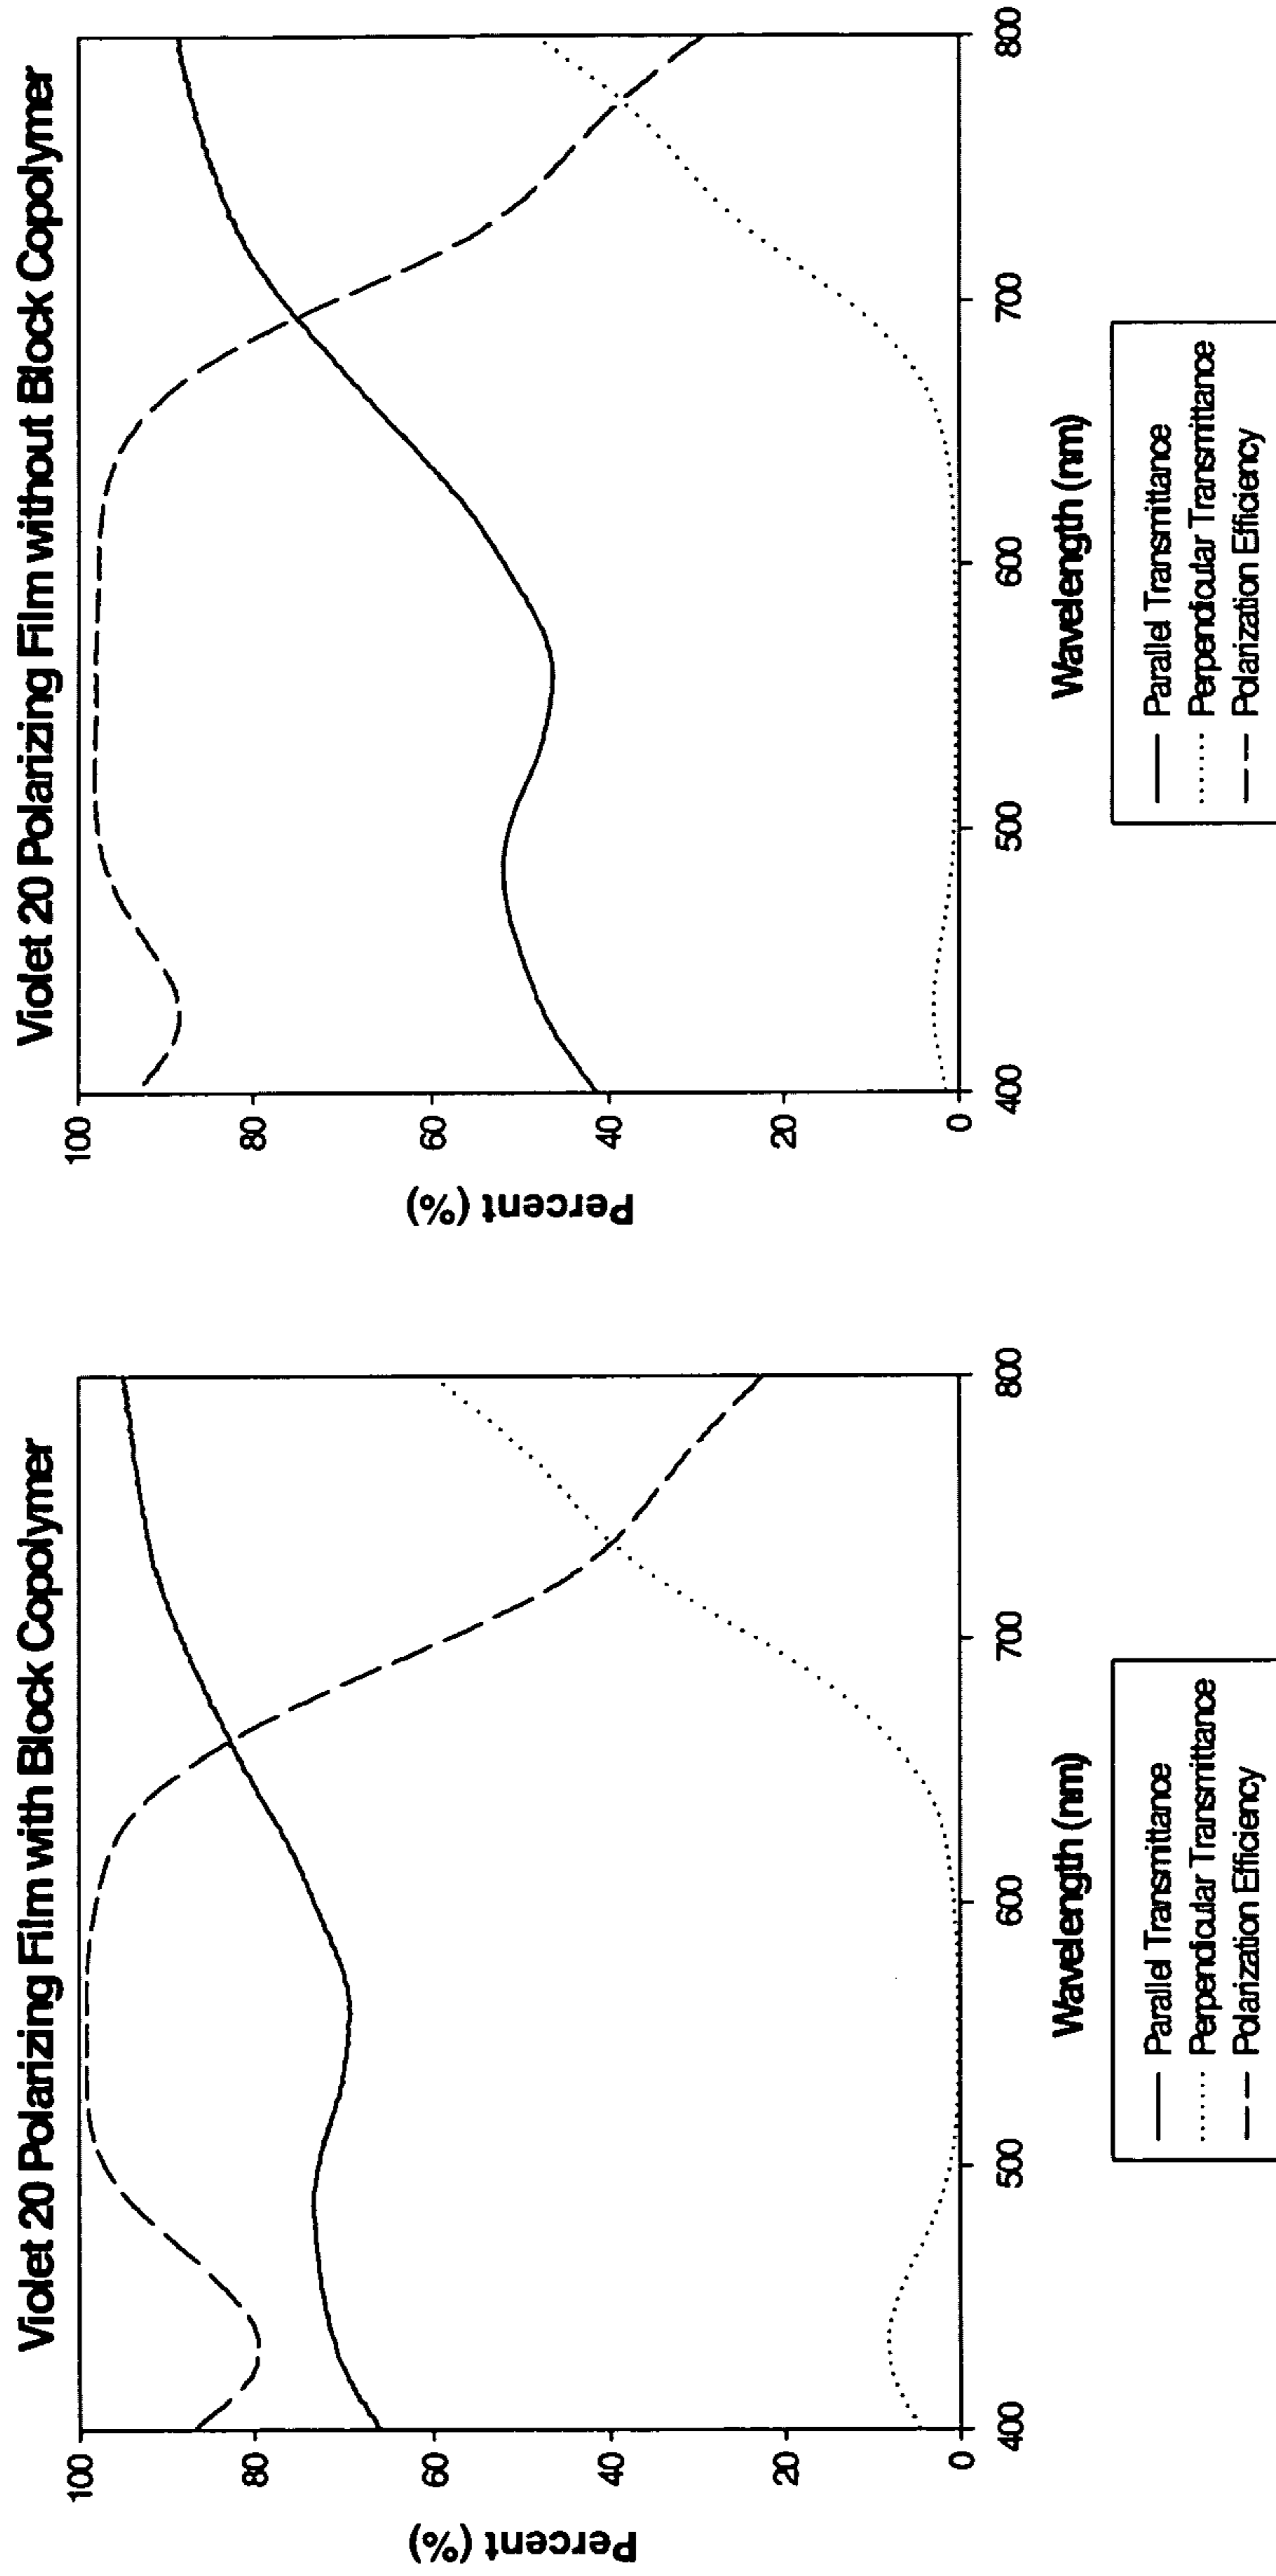 Violet 20 Polarizing Film with Block Copolymer
Percent (%)
100
80
60
40
20
0
400
500
600
700
800
Wavelength (nm)
Parallel Transmittance
Perpendicular Transmittance
Polarization Efficiency
Violet 20 Polarizing Film without Block Copolymer
Percent (%)
100
80
60
40
20
0
400
500
600
700
800
Wavelength (nm)
Parallel Transmittance
Perpendicular Transmittance
Polarization Efficiency